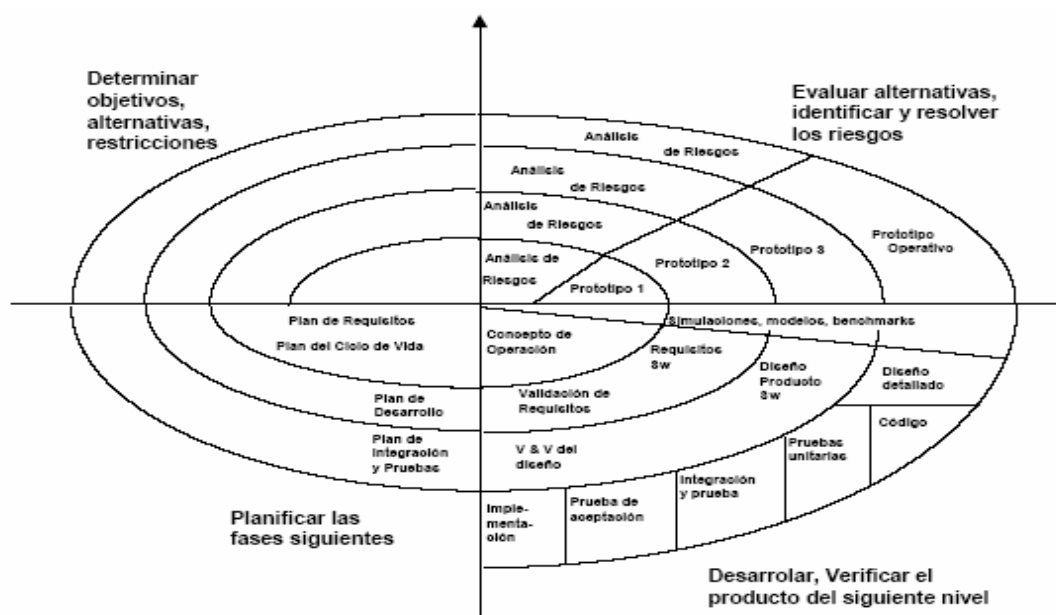 Determinar
objetivos,
alternativas,
restricciones
Evaluar alternativas,
identificar y resolver
los riesgos
Análisis
de Riesgos
Análisis
de Riesgos
Análisis
de Riesgos
Análisis de
Riesgos
Prototipo 1
Prototipo 2
Prototipo 3
Prototipo
Operativo
Simulaciones, modelos, benchmarks
Plan de Requisitos
Plan del Ciclo de Vida
Concepto de
Operación
Requisitos
Sw
Diseño
Producto
Sw
Diseño
detallado
Plan de
Desarrollo
Validación de
Requisitos
Código
Plan de
Integración
y Pruebas
V & V del
diseño
Pruebas
unitarias
Integración
y prueba
Prueba de
aceptación
Imple-
menta-
ción
Planificar las
fases siguientes
Desarrolar, Verificar el
producto del siguiente nivel